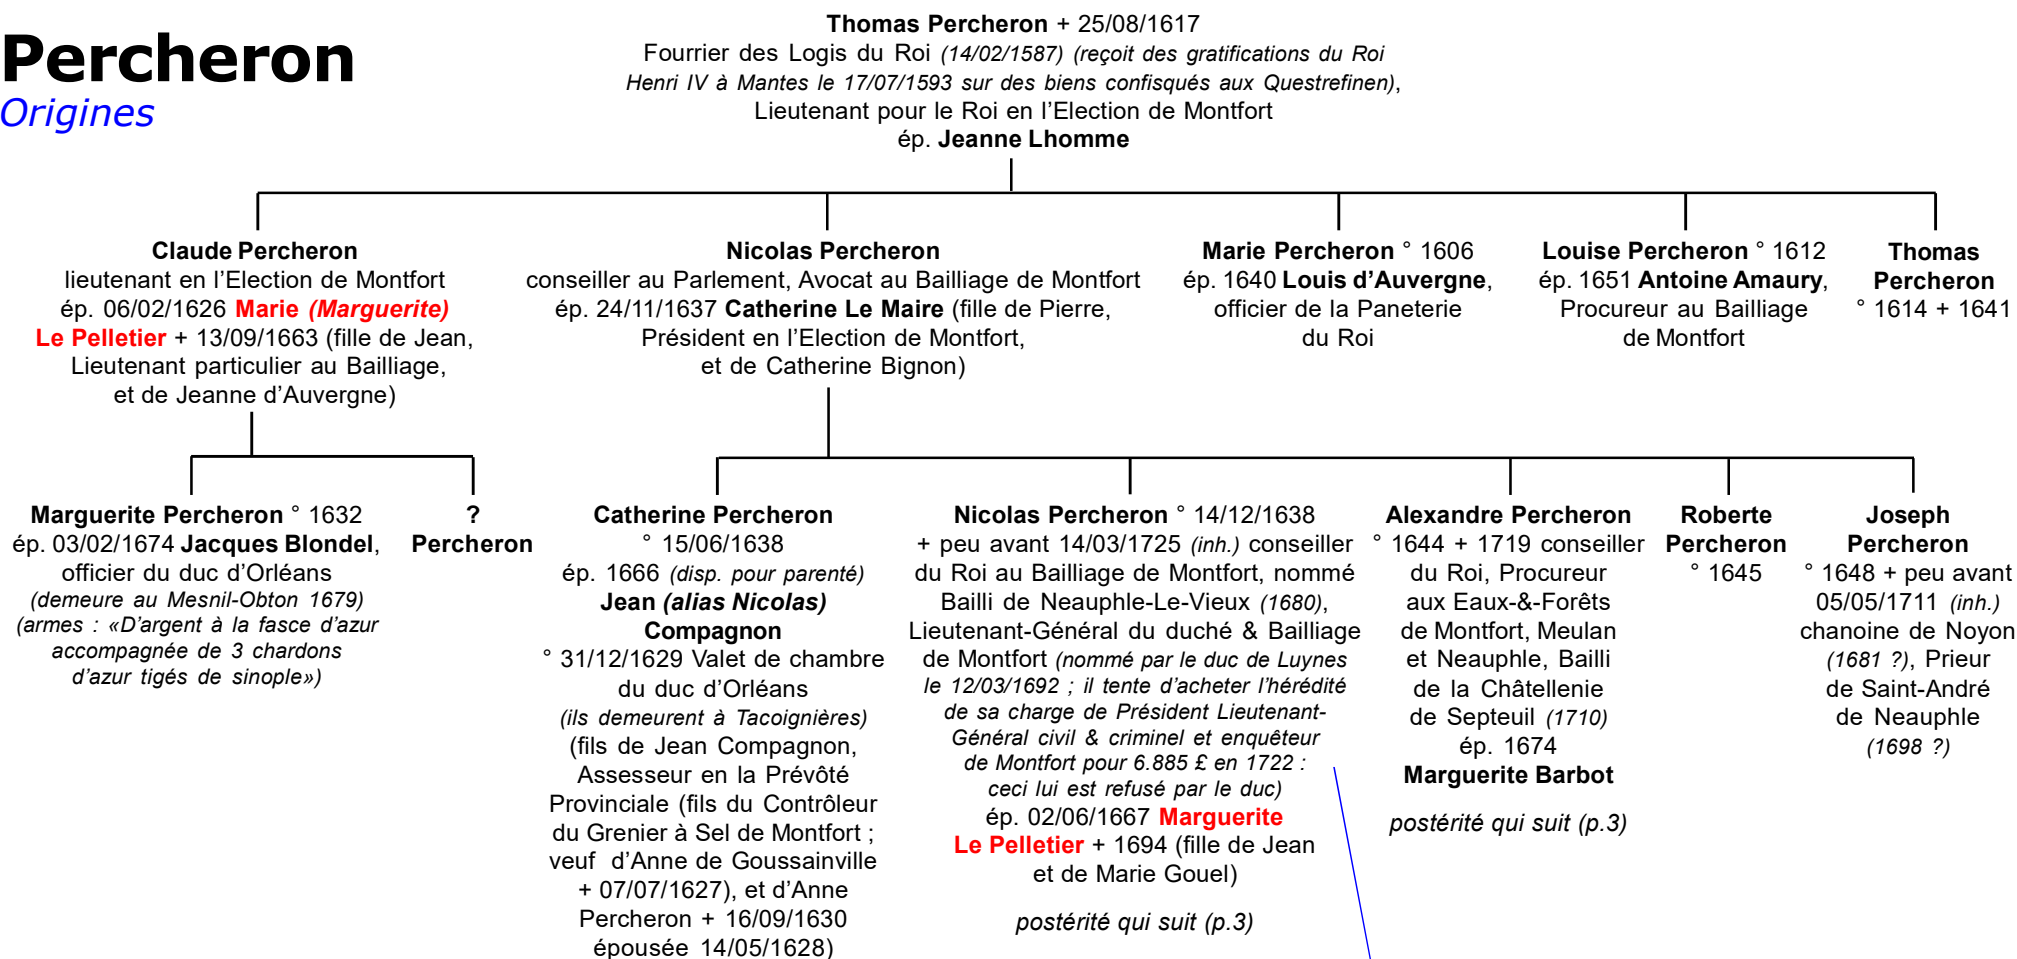 Percheron
Origines
Thomas Percheron + 25/08/1617
Fourrier des Logis du Roi (14/02/1587) (reçoit des gratifications du Roi
Henri IV à Mantes le 17/07/1593 sur des biens confisqués aux Questrefinen),
Lieutenant pour le Roi en l'Election de Montfort
ép. Jeanne Lhomme
Claude Percheron
lieutenant en l'Election de Montfort
ép. 06/02/1626 Marie (Marguerite)
Le Pelletier + 13/09/1663 (fille de Jean,
Lieutenant particulier au Bailliage,
et de Jeanne d'Auvergne)
Nicolas Percheron
conseiller au Parlement, Avocat au Bailliage de Montfort
ép. 24/11/1637 Catherine Le Maire (fille de Pierre,
Président en l'Election de Montfort,
et de Catherine Bignon)
Marie Percheron ° 1606
ép. 1640 Louis d'Auvergne,
officier de la Paneterie
du Roi
Louise Percheron ° 1612
ép. 1651 Antoine Amaury,
Procureur au Bailliage
de Montfort
Thomas
Percheron
° 1614 + 1641
Marguerite Percheron ° 1632
ép. 03/02/1674 Jacques Blondel,
officier du duc d'Orléans
(demeure au Mesnil-Obton 1679)
(armes : «D'argent à la fasce d'azur
accompagnée de 3 chardons
d'azur tigés de sinople»)
?
Percheron
Catherine Percheron
° 15/06/1638
ép. 1666 (disp. pour parenté)
Jean (alias Nicolas)
Compagnon
° 31/12/1629 Valet de chambre
du duc d'Orléans
(ils demeurent à Tacoignières)
(fils de Jean Compagnon,
Assesseur en la Prévôté
Provinciale (fils du Contrôleur
du Grenier à Sel de Montfort ;
veuf d'Anne de Goussainville
+ 07/07/1627), et d'Anne
Percheron + 16/09/1630
épousée 14/05/1628)
Nicolas Percheron ° 14/12/1638
+ peu avant 14/03/1725 (inh.) conseiller
du Roi au Bailliage de Montfort, nommé
Bailli de Neauphle-Le-Vieux (1680),
Lieutenant-Général du duché & Bailliage
de Montfort (nommé par le duc de Luynes
le 12/03/1692 ; il tente d'acheter l'hérédité
de sa charge de Président Lieutenant-
Général civil & criminel et enquêteur
de Montfort pour 6.885 £ en 1722 :
ceci lui est refusé par le duc)
ép. 02/06/1667 Marguerite
Le Pelletier + 1694 (fille de Jean
et de Marie Gouel)
postérité qui suit (p.3)
Alexandre Percheron
° 1644 + 1719 conseiller
du Roi, Procureur
aux Eaux-&-Forêts
de Montfort, Meulan
et Neauphle, Bailli
de la Châtellenie
de Septeuil (1710)
ép. 1674
Marguerite Barbot
postérité qui suit (p.3)
Roberte
Percheron
° 1645
Joseph
Percheron
° 1648 + peu avant
05/05/1711 (inh.)
chanoine de Noyon
(1681 ?), Prieur
de Saint-André
de Neauphle
(1698 ?)